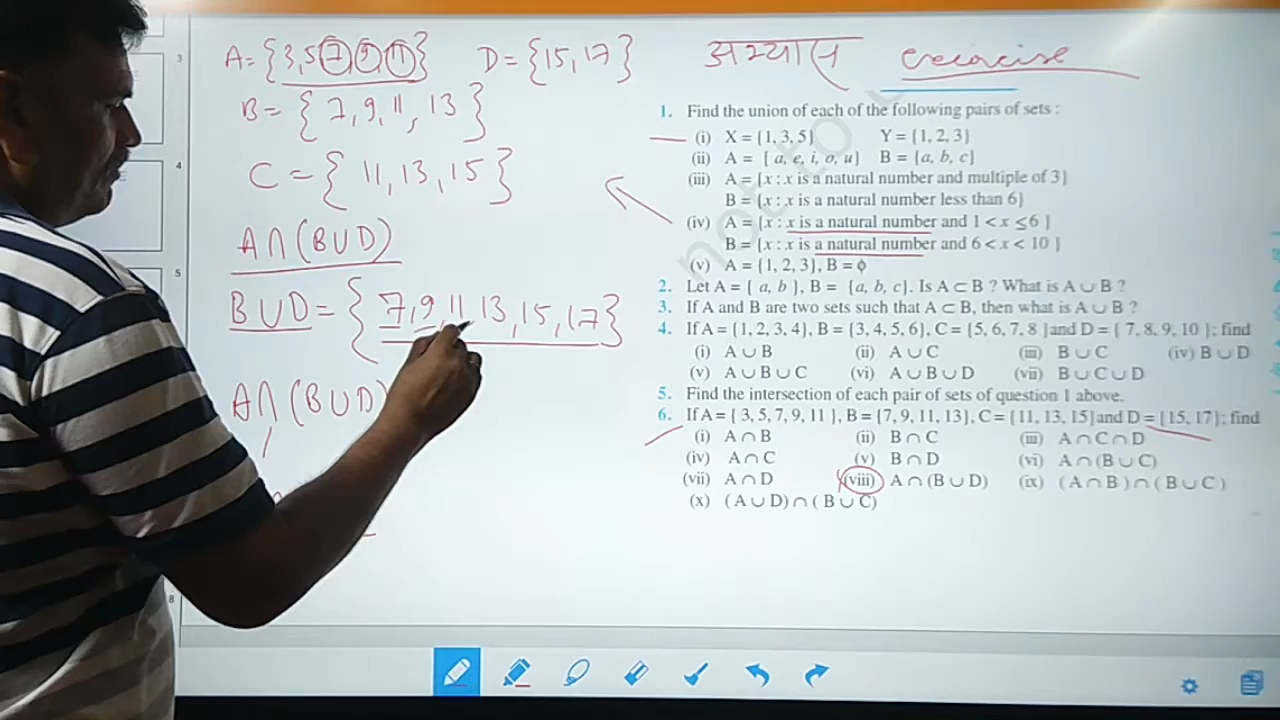 A = {3, 5, 7, 9, 11}
D = {15, 17}
B = {7, 9, 11, 13}
C = {11, 13, 15}
A∩(B∪D)
B∪D = {7, 9, 11, 13, 15, 17}
A∩(B∪D)
अभ्यास exercise
1. Find the union of each of the following pairs of sets :
(i) X = {1, 3, 5} Y = {1, 2, 3}
(ii) A = [ a, e, i, o, u} B = {a, b, c}
(iii) A = {x : x is a natural number and multiple of 3}
B = {x : x is a natural number less than 6}
(iv) A = {x : x is a natural number and 1 < x ≤ 6 }
B = {x : x is a natural number and 6 < x < 10 }
(v) A = {1, 2, 3}, B = φ
2. Let A = { a, b }, B = {a, b, c}. Is A ⊂ B ? What is A ∪ B ?
3. If A and B are two sets such that A ⊂ B, then what is A ∪ B ?
4. If A = {1, 2, 3, 4}, B = {3, 4, 5, 6}, C = {5, 6, 7, 8 } and D = { 7, 8, 9, 10 }; find
(i) A ∪ B (ii) A ∪ C (iii) B ∪ C (iv) B ∪ D
(v) A ∪ B ∪ C (vi) A ∪ B ∪ D (vii) B ∪ C ∪ D
5. Find the intersection of each pair of sets of question 1 above.
6. If A = { 3, 5, 7, 9, 11 }, B = {7, 9, 11, 13}, C = {11, 13, 15} and D = {15, 17}; find
(i) A ∩ B (ii) B ∩ C (iii) A ∩ C ∩ D
(iv) A ∩ C (v) B ∩ D (vi) A ∩ (B ∪ C)
(vii) A ∩ D (viii) A ∩ (B ∪ D) (ix) ( A ∩ B ) ∩ ( B ∪ C )
(x) ( A ∪ D) ∩ ( B ∪ C)
3
4
5
8